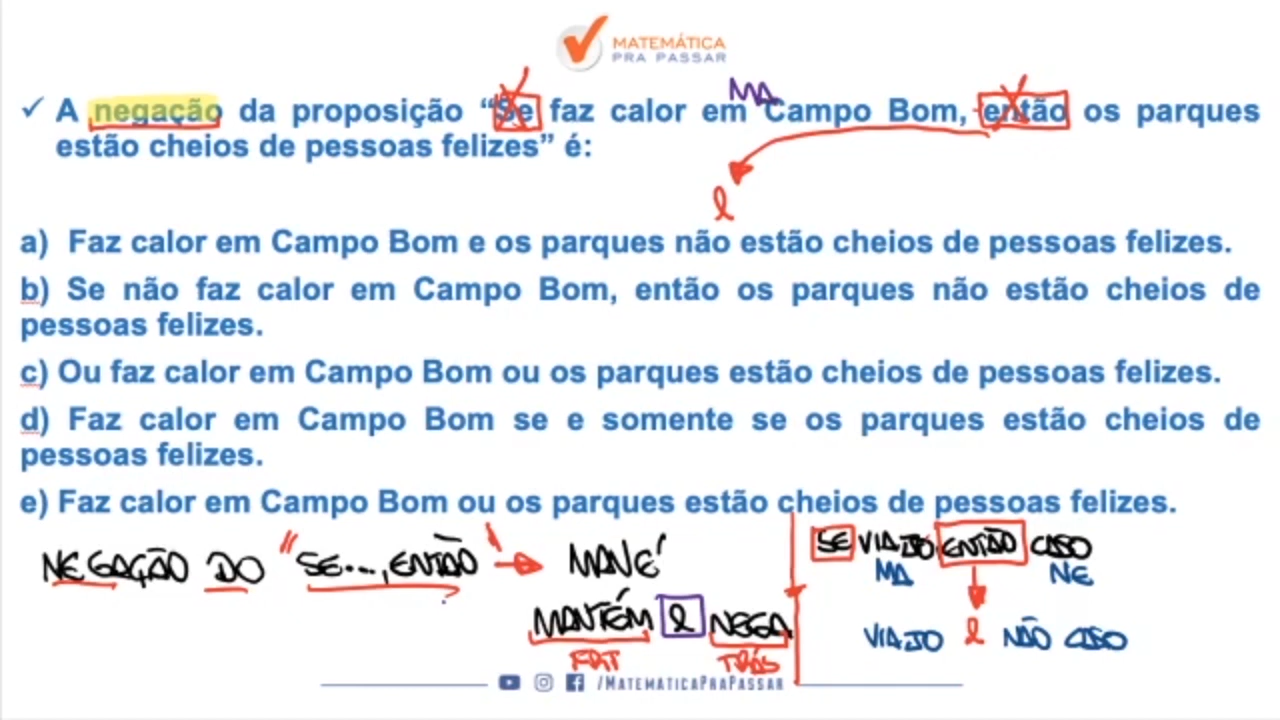 MATEMÁTICA
PRA PASSAR
MA
✓ A negação da proposição “Se faz calor em Campo Bom, então os parques
estão cheios de pessoas felizes” é:
e
a) Faz calor em Campo Bom e os parques não estão cheios de pessoas felizes.
b) Se não faz calor em Campo Bom, então os parques não estão cheios de
pessoas felizes.
c) Ou faz calor em Campo Bom ou os parques estão cheios de pessoas felizes.
d) Faz calor em Campo Bom se e somente se os parques estão cheios de
pessoas felizes.
e) Faz calor em Campo Bom ou os parques estão cheios de pessoas felizes.
NEGAÇÃO DO "SE..., ENTÃO" → MANÉ
MANTÉM e NEGA
FRT TRÁS
SE VIAJO ENTÃO CASO
MA NE
VIAJO e NÃO CASO
/MATEMATICAPRAPASSAR